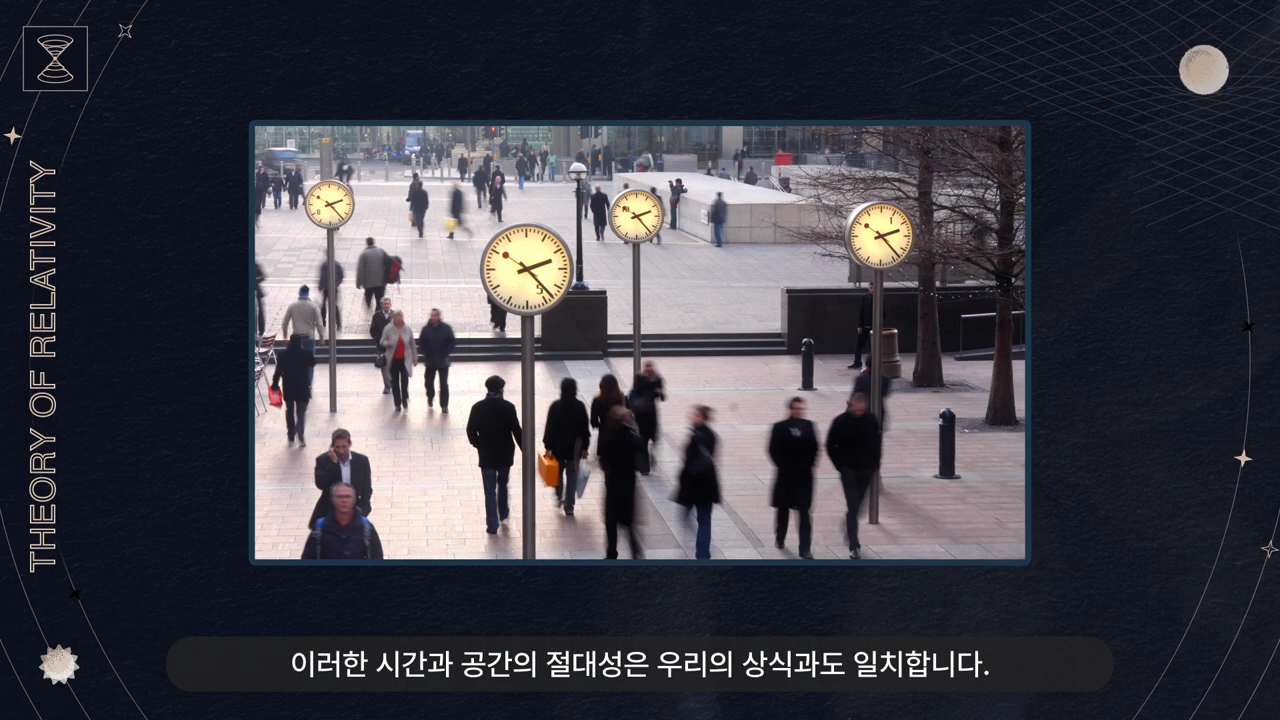 THEORY OF RELATIVITY
이러한 시간과 공간의 절대성은 우리의 상식과도 일치합니다.